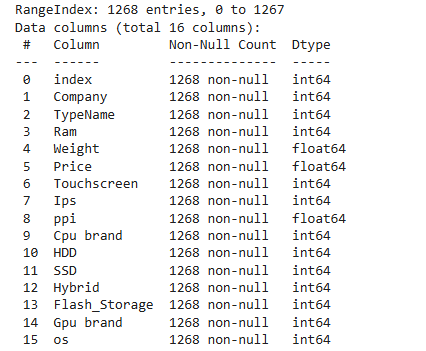 RangeIndex: 1268 entries, 0 to 1267
Data columns (total 16 columns):
 #   Column         Non-Null Count  Dtype
---  ------         --------------  -----
 0   index          1268 non-null   int64
 1   Company        1268 non-null   int64
 2   TypeName       1268 non-null   int64
 3   Ram            1268 non-null   int64
 4   Weight         1268 non-null   float64
 5   Price          1268 non-null   float64
 6   Touchscreen    1268 non-null   int64
 7   Ips            1268 non-null   int64
 8   ppi            1268 non-null   float64
 9   Cpu brand      1268 non-null   int64
 10  HDD            1268 non-null   int64
 11  SSD            1268 non-null   int64
 12  Hybrid         1268 non-null   int64
 13  Flash_Storage  1268 non-null   int64
 14  Gpu brand      1268 non-null   int64
 15  os             1268 non-null   int64